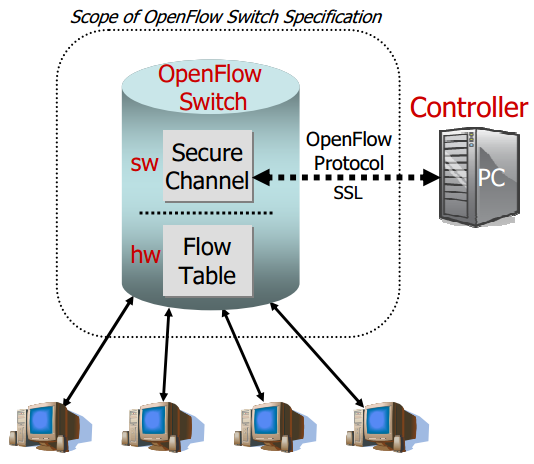 Scope of OpenFlow Switch Specification
OpenFlow
Switch
Controller
sw
Secure
Channel
OpenFlow
Protocol
SSL
PC
hw
Flow
Table